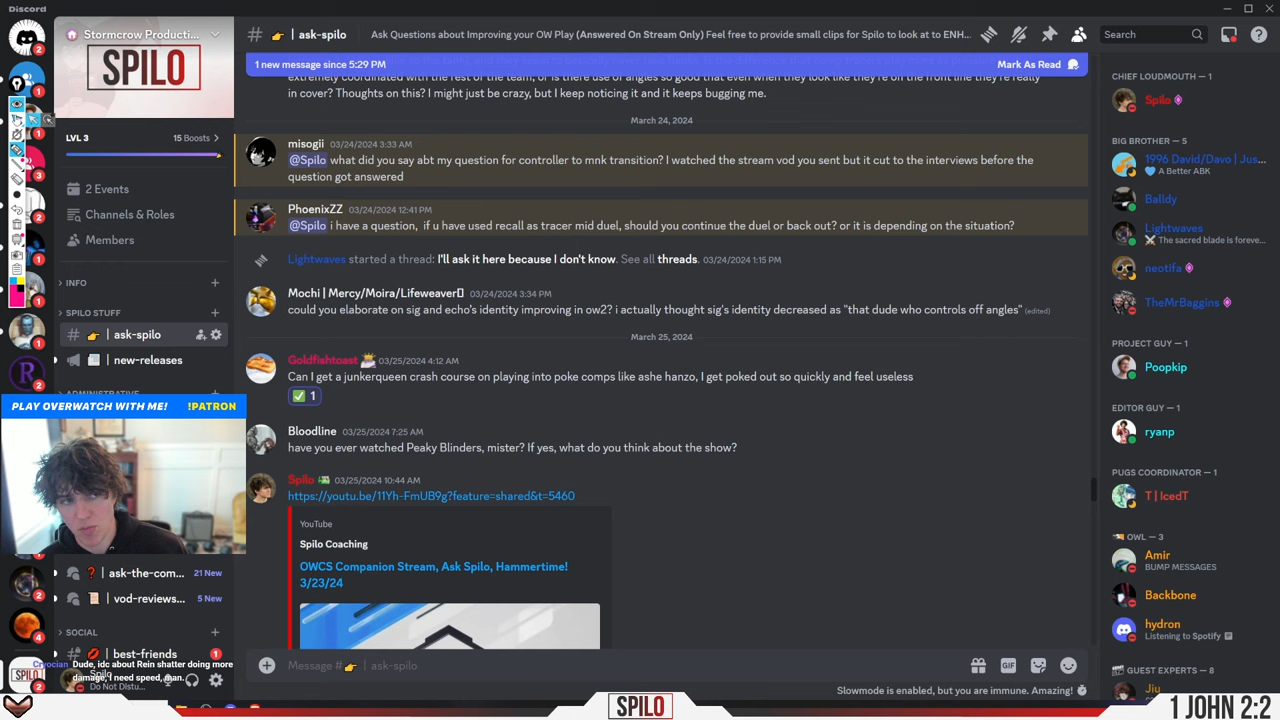 Discord
Stormcrow Producti...
# 👉 | ask-spilo
Ask Questions about Improving your OW Play (Answered On Stream Only) Feel free to provide small clips for Spilo to look at to ENH...
Search
SPILO
LVL 3
15 Boosts >
2 Events
Channels & Roles
Members
INFO
SPILO STUFF
# 👉 | ask-spilo
| new-releases
ADMINISTRATIVE
PLAY OVERWATCH WITH ME! !PATRON
❓ | ask-the-com... 21 New
| vod-reviews... 5 New
SOCIAL
💋 | best-friends 1
Cryocian Dude, idc about Rein shatter doing more
damage, I need speed, man.
Spilo
Do Not Distu...
1 new message since 5:29 PM
Mark As Read
extremely coordinated with the rest of the team, or is there use of angles so good that even when they look like they're on the front line they're really
in cover? Thoughts on this? I might just be crazy, but I keep noticing it and it keeps bugging me.
March 24, 2024
misogii 03/24/2024 3:33 AM
@Spilo what did you say abt my question for controller to mnk transition? I watched the stream vod you sent but it cut to the interviews before the
question got answered
PhoenixZZ 03/24/2024 12:41 PM
@Spilo i have a question, if u have used recall as tracer mid duel, should you continue the duel or back out? or it is depending on the situation?
Lightwaves started a thread: I'll ask it here because I don't know. See all threads. 03/24/2024 1:15 PM
Mochi | Mercy/Moira/Lifeweaver 03/24/2024 3:34 PM
could you elaborate on sig and echo's identity improving in ow2? i actually thought sig's identity decreased as "that dude who controls off angles" (edited)
March 25, 2024
Goldfishtoast 03/25/2024 4:12 AM
Can I get a junkerqueen crash course on playing into poke comps like ashe hanzo, I get poked out so quickly and feel useless
✅ 1
Bloodline 03/25/2024 7:25 AM
have you ever watched Peaky Blinders, mister? If yes, what do you think about the show?
Spilo 03/25/2024 10:44 AM
https://youtu.be/11Yh-FmUB9g?feature=shared&t=5460
YouTube
Spilo Coaching
OWCS Companion Stream, Ask Spilo, Hammertime!
3/23/24
Message # 👉 | ask-spilo
GIF
Slowmode is enabled, but you are immune. Amazing!
CHIEF LOUDMOUTH — 1
Spilo
BIG BROTHER — 5
1996 David/Davo | Jus...
💙 A Better ABK
Balldy
Lightwaves
⚔️ The sacred blade is foreve...
neotifa
TheMrBaggins
PROJECT GUY — 1
Poopkip
EDITOR GUY — 1
ryanp
PUGS COORDINATOR — 1
T | IcedT
OWL — 3
Amir
BUMP MESSAGES
Backbone
hydron
Listening to Spotify
GUEST EXPERTS — 8
Jiu
SPILO
1 JOHN 2:2